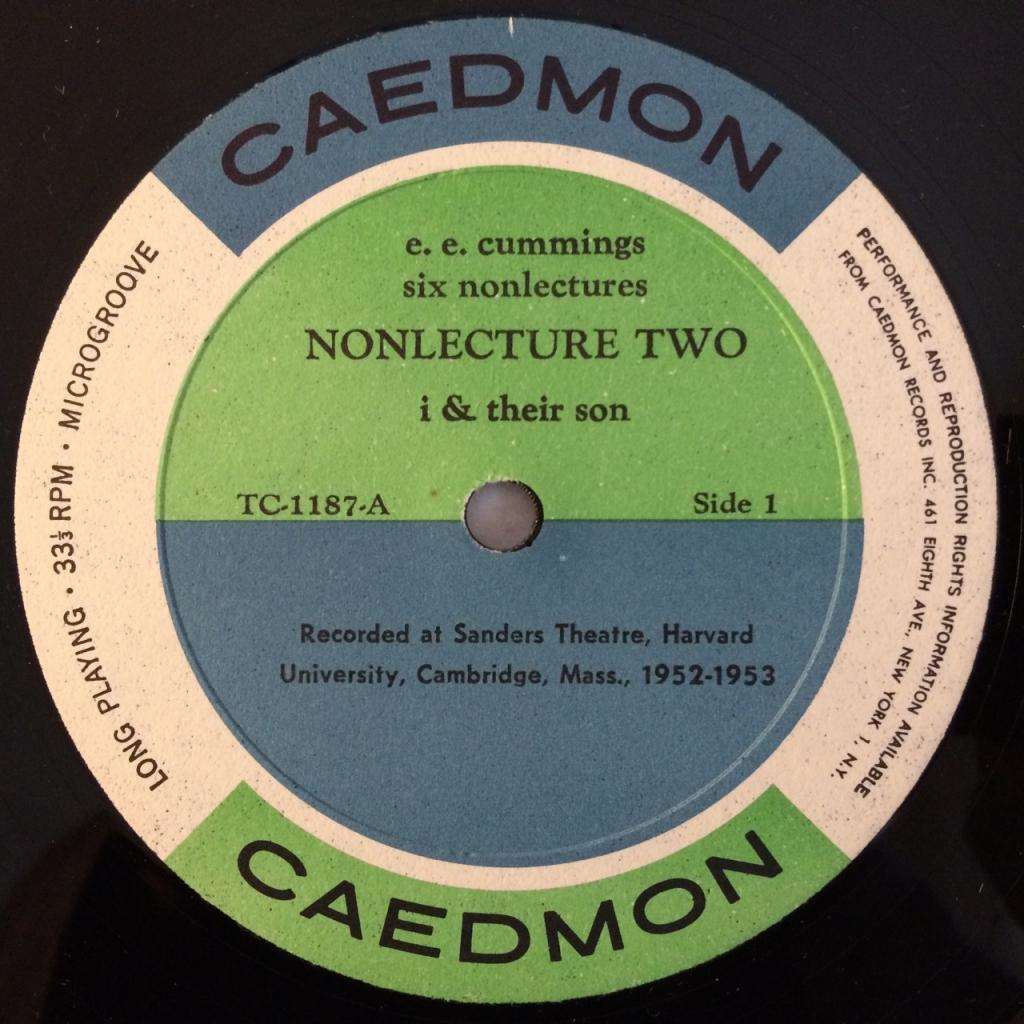 CAEDMON
e. e. cummings
six nonlectures
NONLECTURE TWO
i & their son
TC-1187-A
Side 1
Recorded at Sanders Theatre, Harvard
University, Cambridge, Mass., 1952-1953
LONG PLAYING · 33⅓ RPM · MICROGROOVE
PERFORMANCE AND REPRODUCTION RIGHTS INFORMATION AVAILABLE
FROM CAEDMON RECORDS INC. 461 EIGHTH AVE., NEW YORK 1, N.Y.
CAEDMON